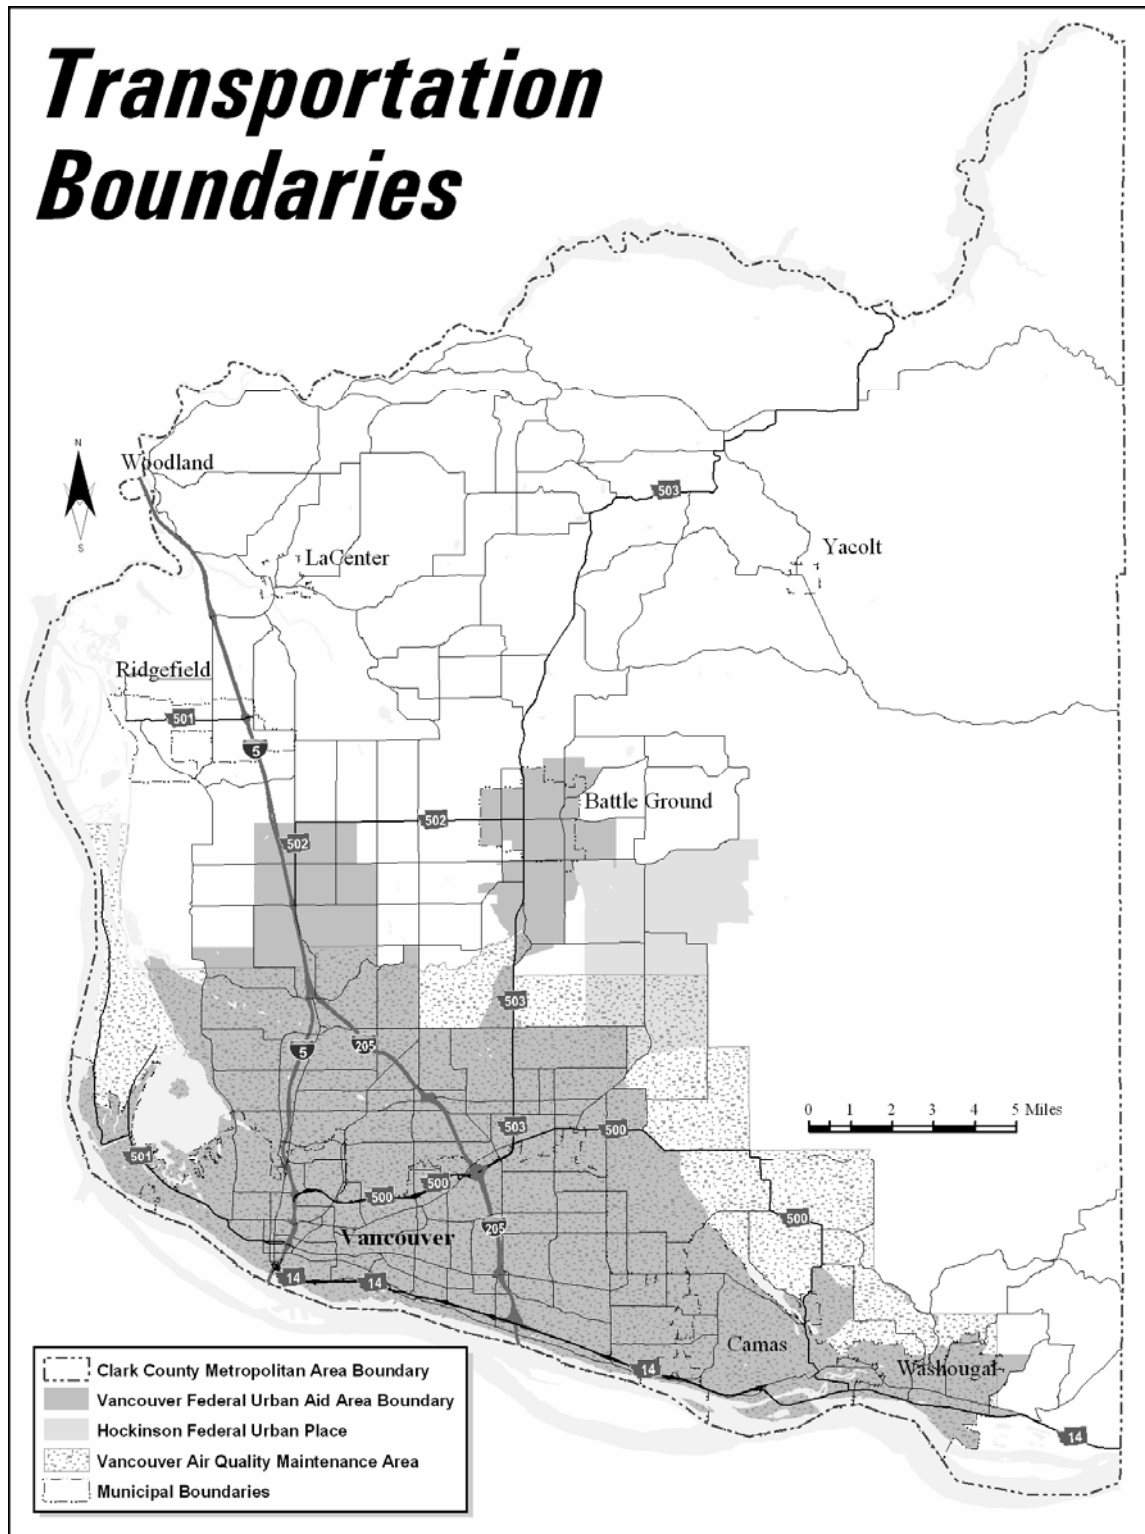 Transportation
Boundaries
N
S
Woodland
503
LaCenter
Yacolt
Ridgefield
501
5
Battle Ground
502
502
503
5
205
0 1 2 3 4 5 Miles
503
500
501
500
500
500
205
Vancouver
14
14
Camas
14
Washougal
14
Clark County Metropolitan Area Boundary
Vancouver Federal Urban Aid Area Boundary
Hockinson Federal Urban Place
Vancouver Air Quality Maintenance Area
Municipal Boundaries